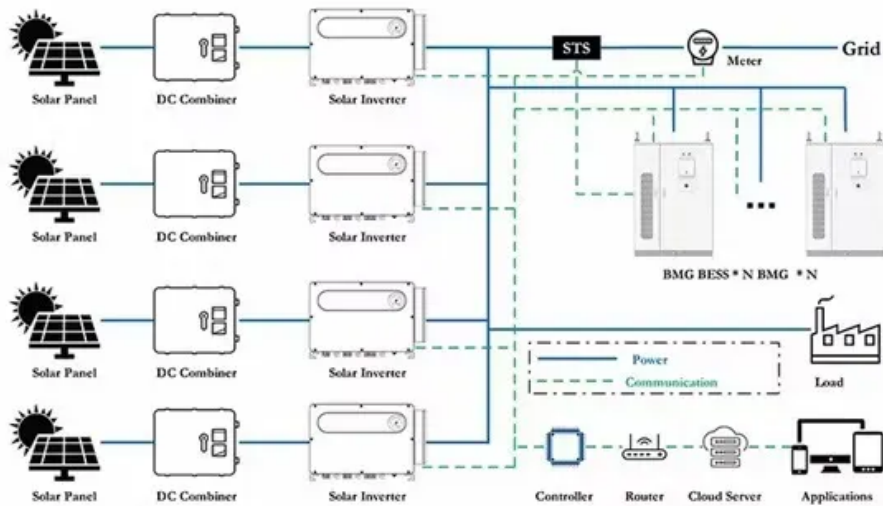 STS
Grid
Meter
Solar Panel
DC Combiner
Solar Inverter
Solar Panel
DC Combiner
Solar Inverter
BMG BESS * N BMG * N
Solar Panel
DC Combiner
Solar Inverter
Power
Communication
Load
Solar Panel
DC Combiner
Solar Inverter
Controller
Router
Cloud Server
Applications